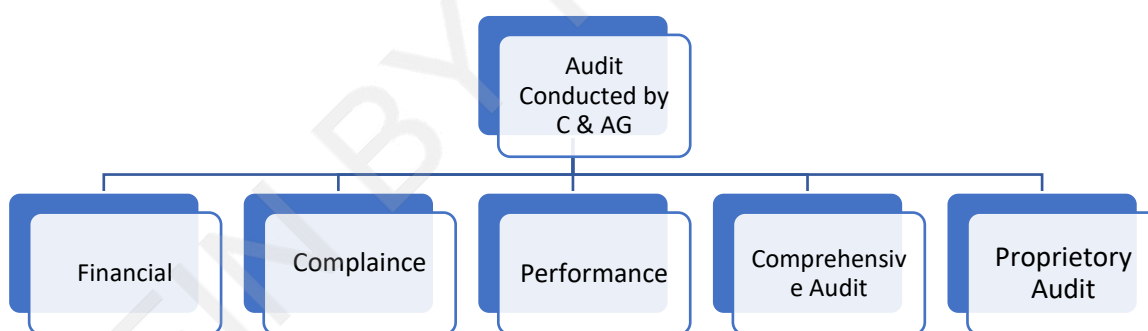 Audit
Conducted by
C & AG
Financial
Complaince
Performance
Comprehensiv
e Audit
Proprietory
Audit